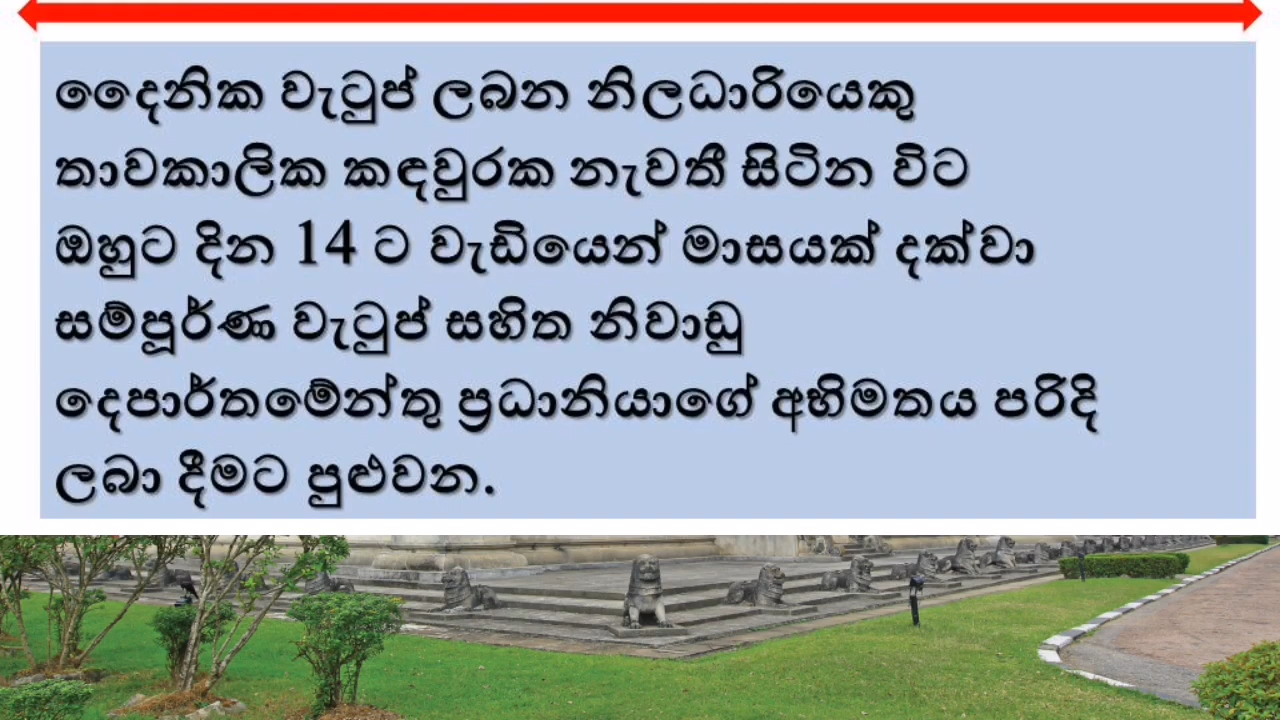 දෛනික වැටුප් ලබන නිලධාරියෙකු
තාවකාලික කඳවුරක නැවතී සිටින විට
ඔහුට දින 14 ට වැඩියෙන් මාසයක් දක්වා
සම්පූර්ණ වැටුප් සහිත නිවාඩු
දෙපාර්තමේන්තු ප්‍රධානියාගේ අභිමතය පරිදි
ලබා දීමට පුළුවන.